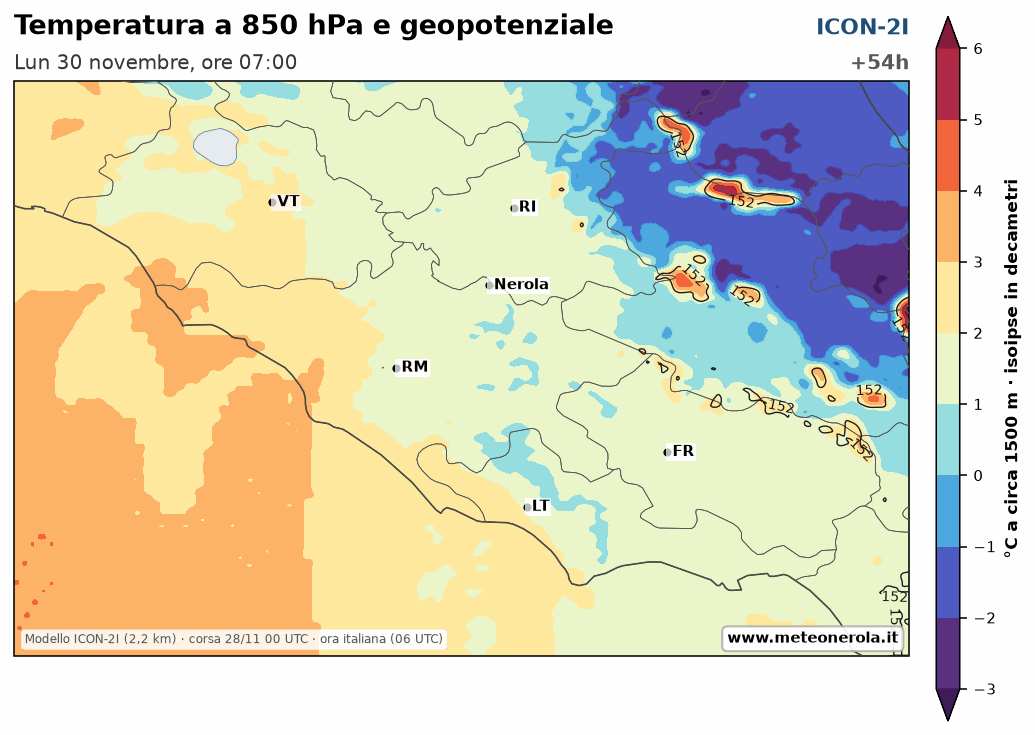 Temperatura a 850 hPa e geopotenziale
ICON-2I
Lun 30 novembre, ore 07:00
+54h
6
5
4
3
2
1
0
−1
−2
−3
°C a circa 1500 m · isoipse in decametri
152
152
VT
RI
152
Nerola
152
RM
152
152
FR
152
LT
152
Modello ICON-2I (2,2 km) · corsa 28/11 00 UTC · ora italiana (06 UTC)
www.meteonerola.it